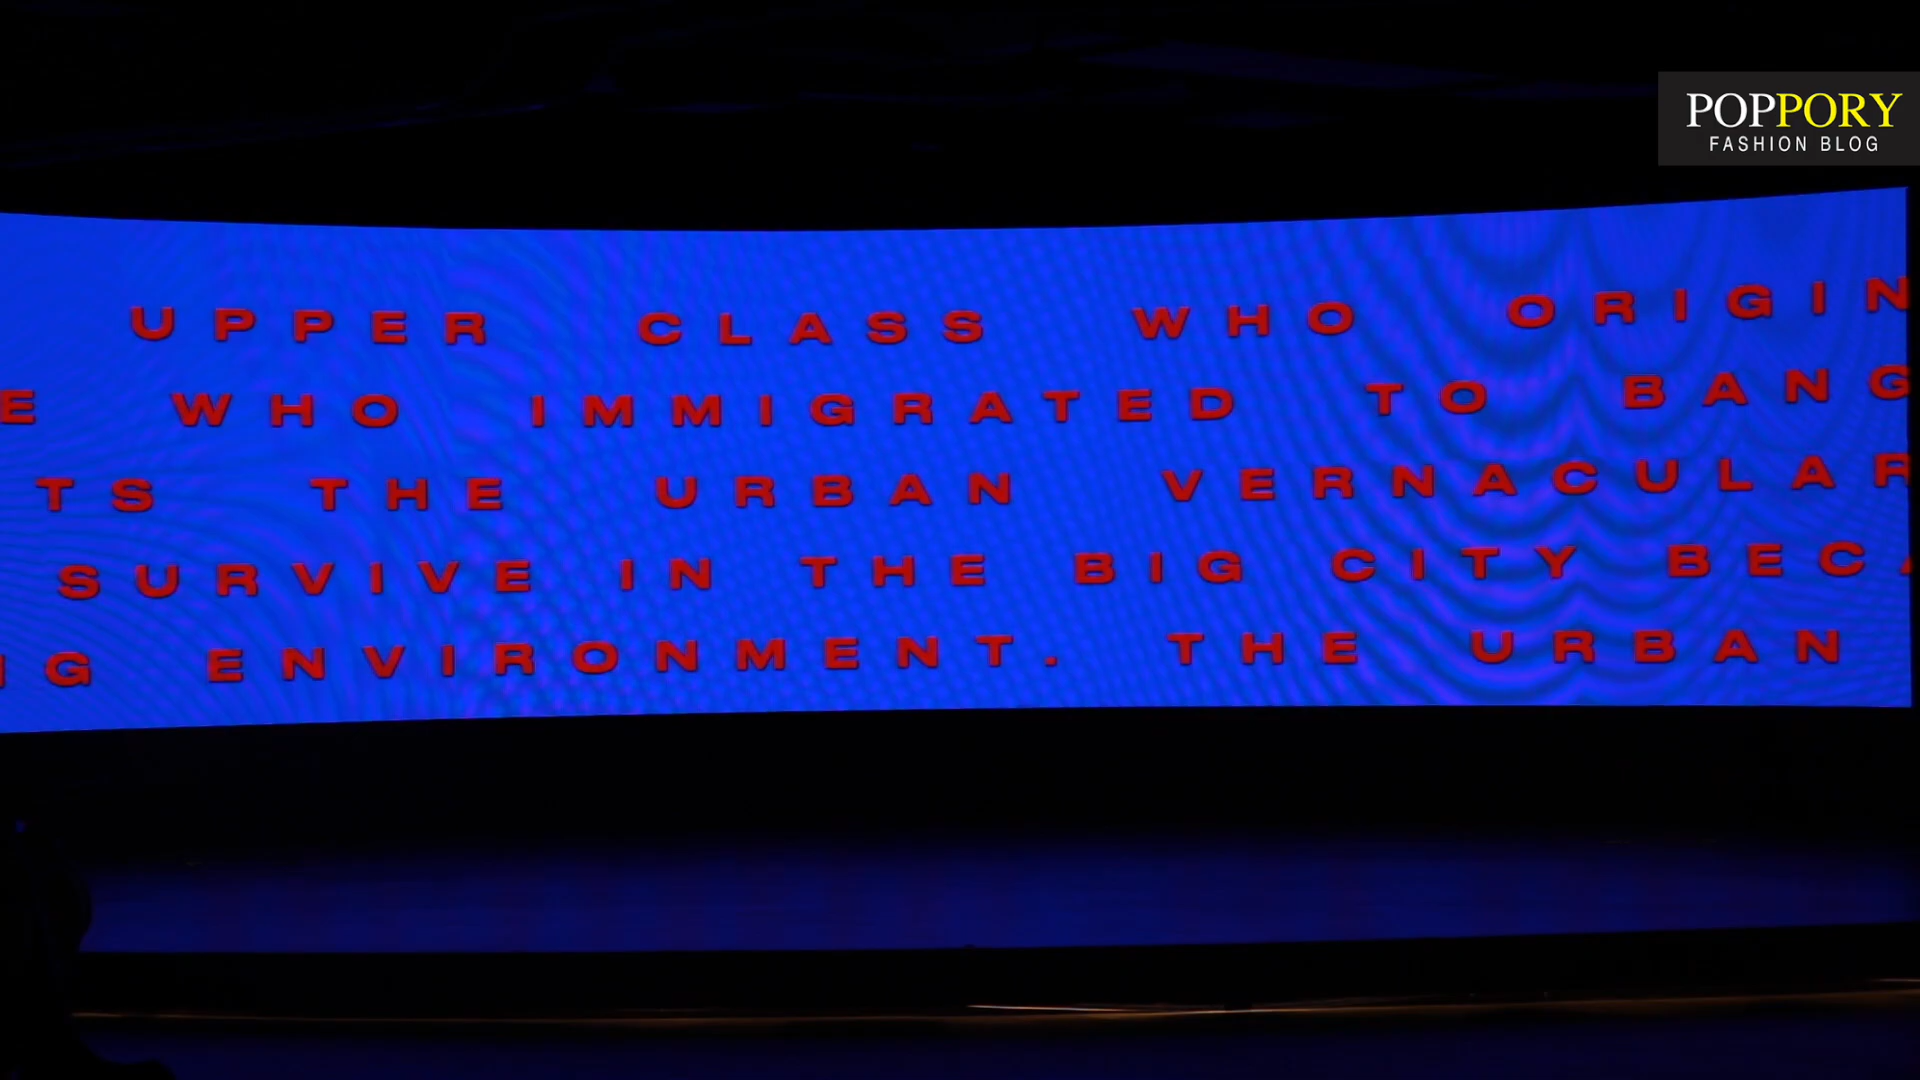 POPPORY
FASHION BLOG
UPPER CLASS WHO ORIGIN
E WHO IMMIGRATED TO BANG
TS THE URBAN VERNACULAR
SURVIVE IN THE BIG CITY BEC
G ENVIRONMENT. THE URBAN